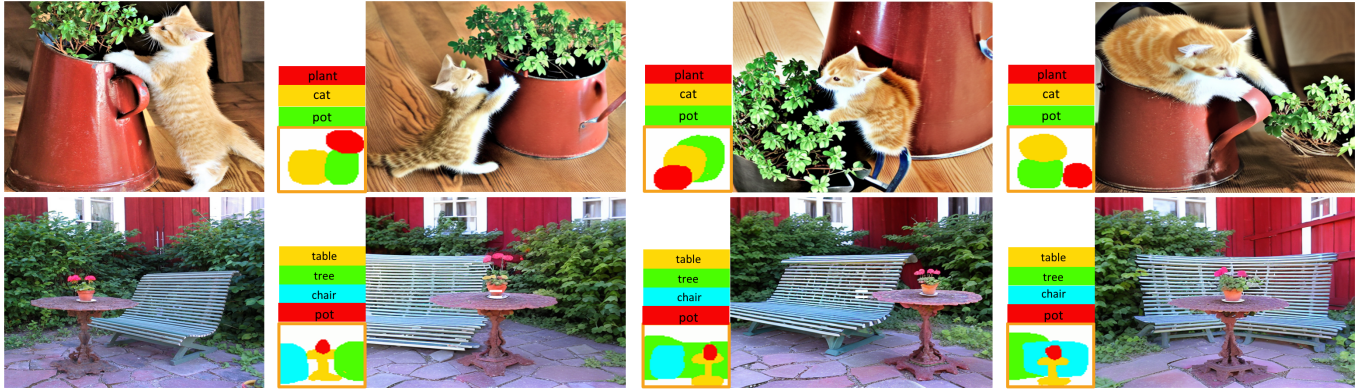 plant
cat
pot
plant
cat
pot
plant
cat
pot
table
tree
chair
pot
table
tree
chair
pot
table
tree
chair
pot